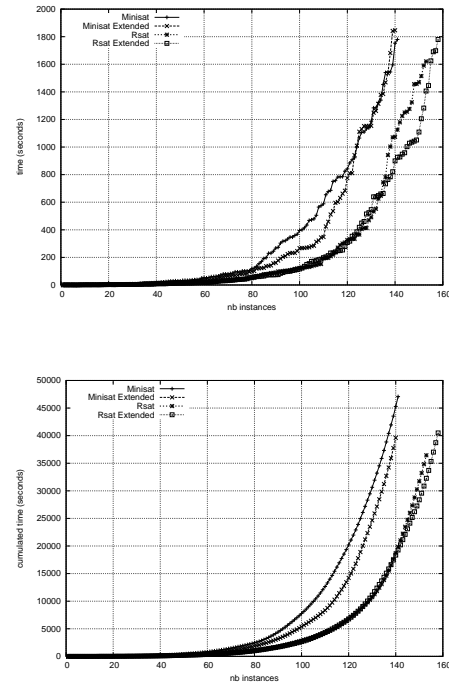 2000
1800
1600
1400
1200
1000
800
600
400
200
0
time (seconds)
Minisat
Minisat Extended
Rsat
Rsat Extended
0 20 40 60 80 100 120 140 160
nb instances
50000
45000
40000
35000
30000
25000
20000
15000
10000
5000
0
cumulated time (seconds)
Minisat
Minisat Extended
Rsat
Rsat Extended
0 20 40 60 80 100 120 140 160
nb instances